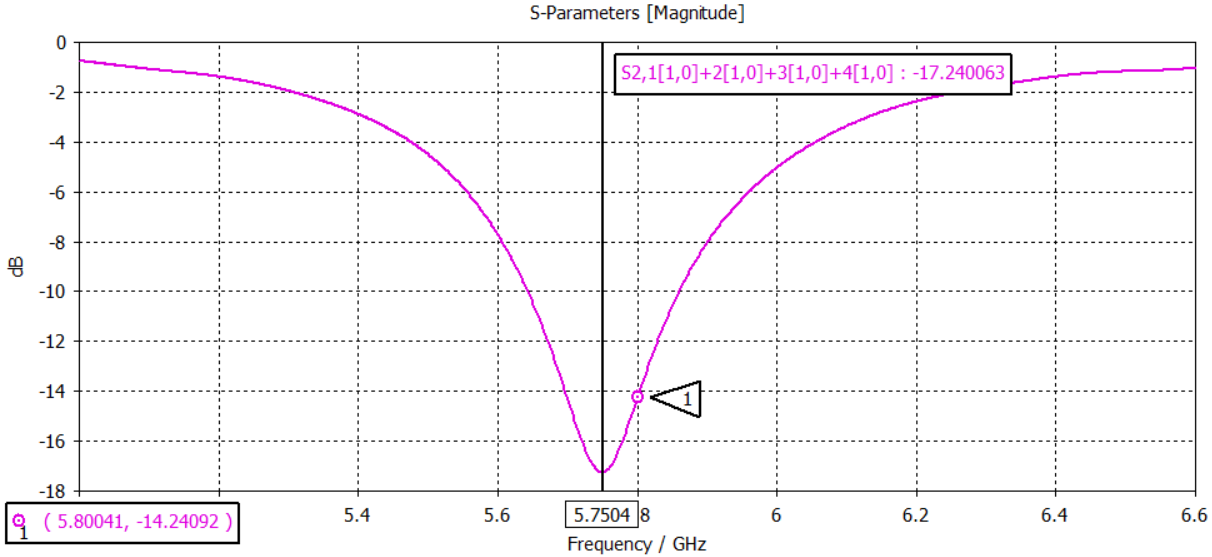 S-Parameters [Magnitude]
0
S2,1[1,0]+2[1,0]+3[1,0]+4[1,0] : -17.240063
-2
-4
-6
-8
dB
-10
-12
-14
1
-16
-18
( 5.80041, -14.24092 )
1
5.4 5.6 5.7504 8 6 6.2 6.4 6.6
Frequency / GHz